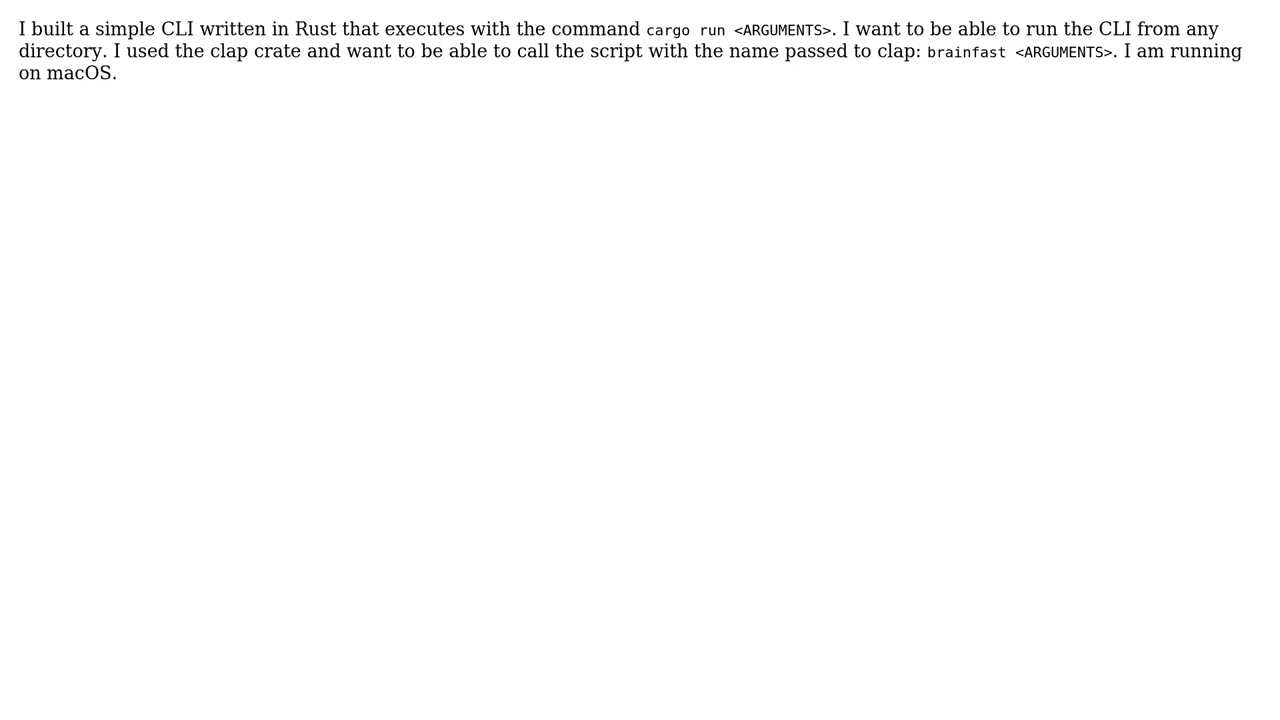 I built a simple CLI written in Rust that executes with the command cargo run <ARGUMENTS>. I want to be able to run the CLI from any
directory. I used the clap crate and want to be able to call the script with the name passed to clap: brainfast <ARGUMENTS>. I am running
on macOS.